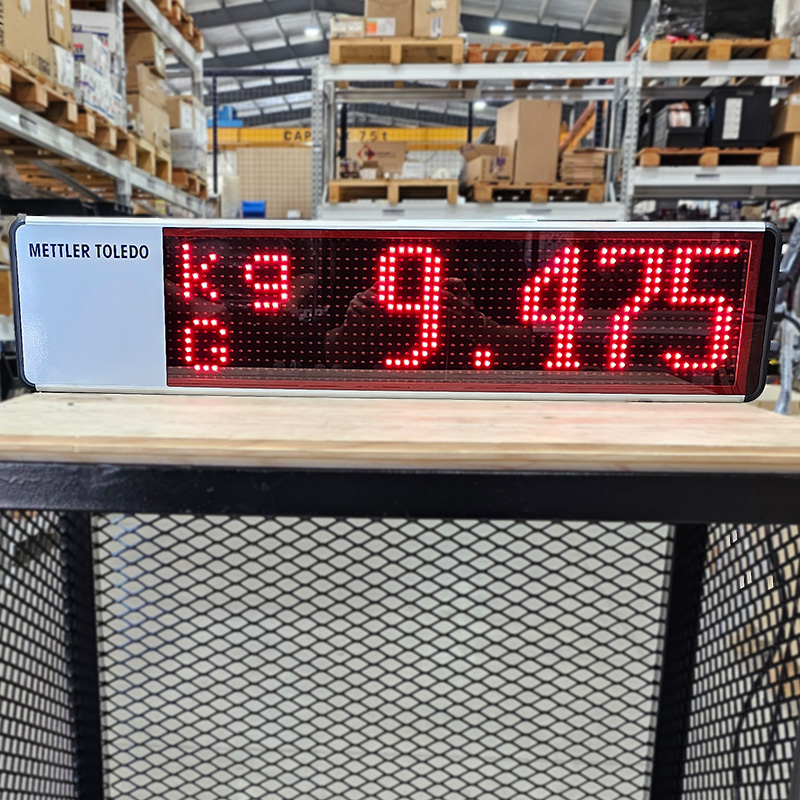 METTLER TOLEDO
kg 9.475
G
CAP 7.5t